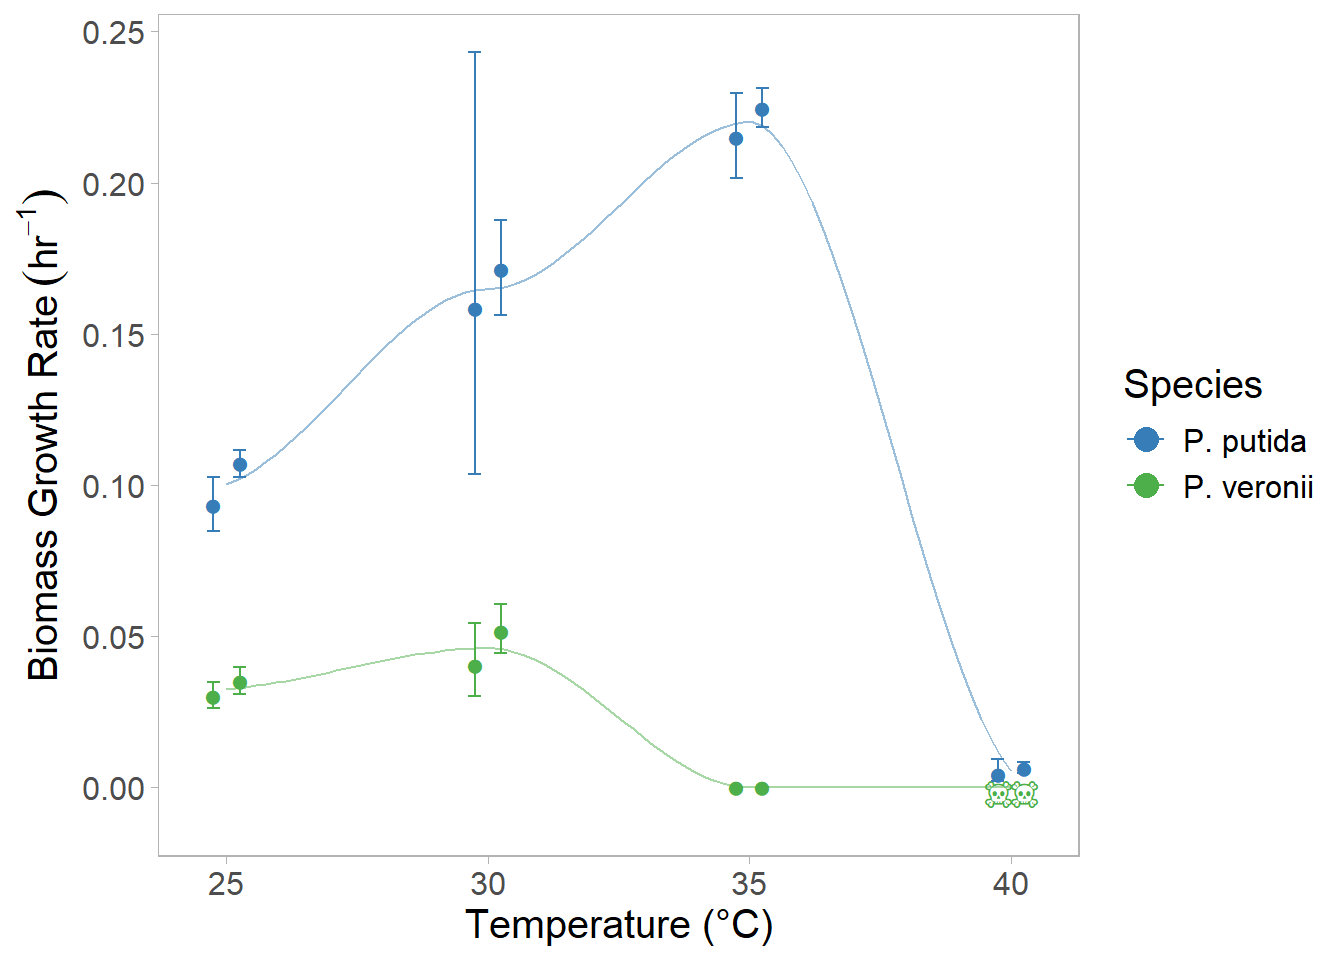 0.25
0.20
0.15
0.10
0.05
0.00
Biomass Growth Rate (hr⁻¹)
25 30 35 40
Temperature (°C)
Species
P. putida
P. veronii